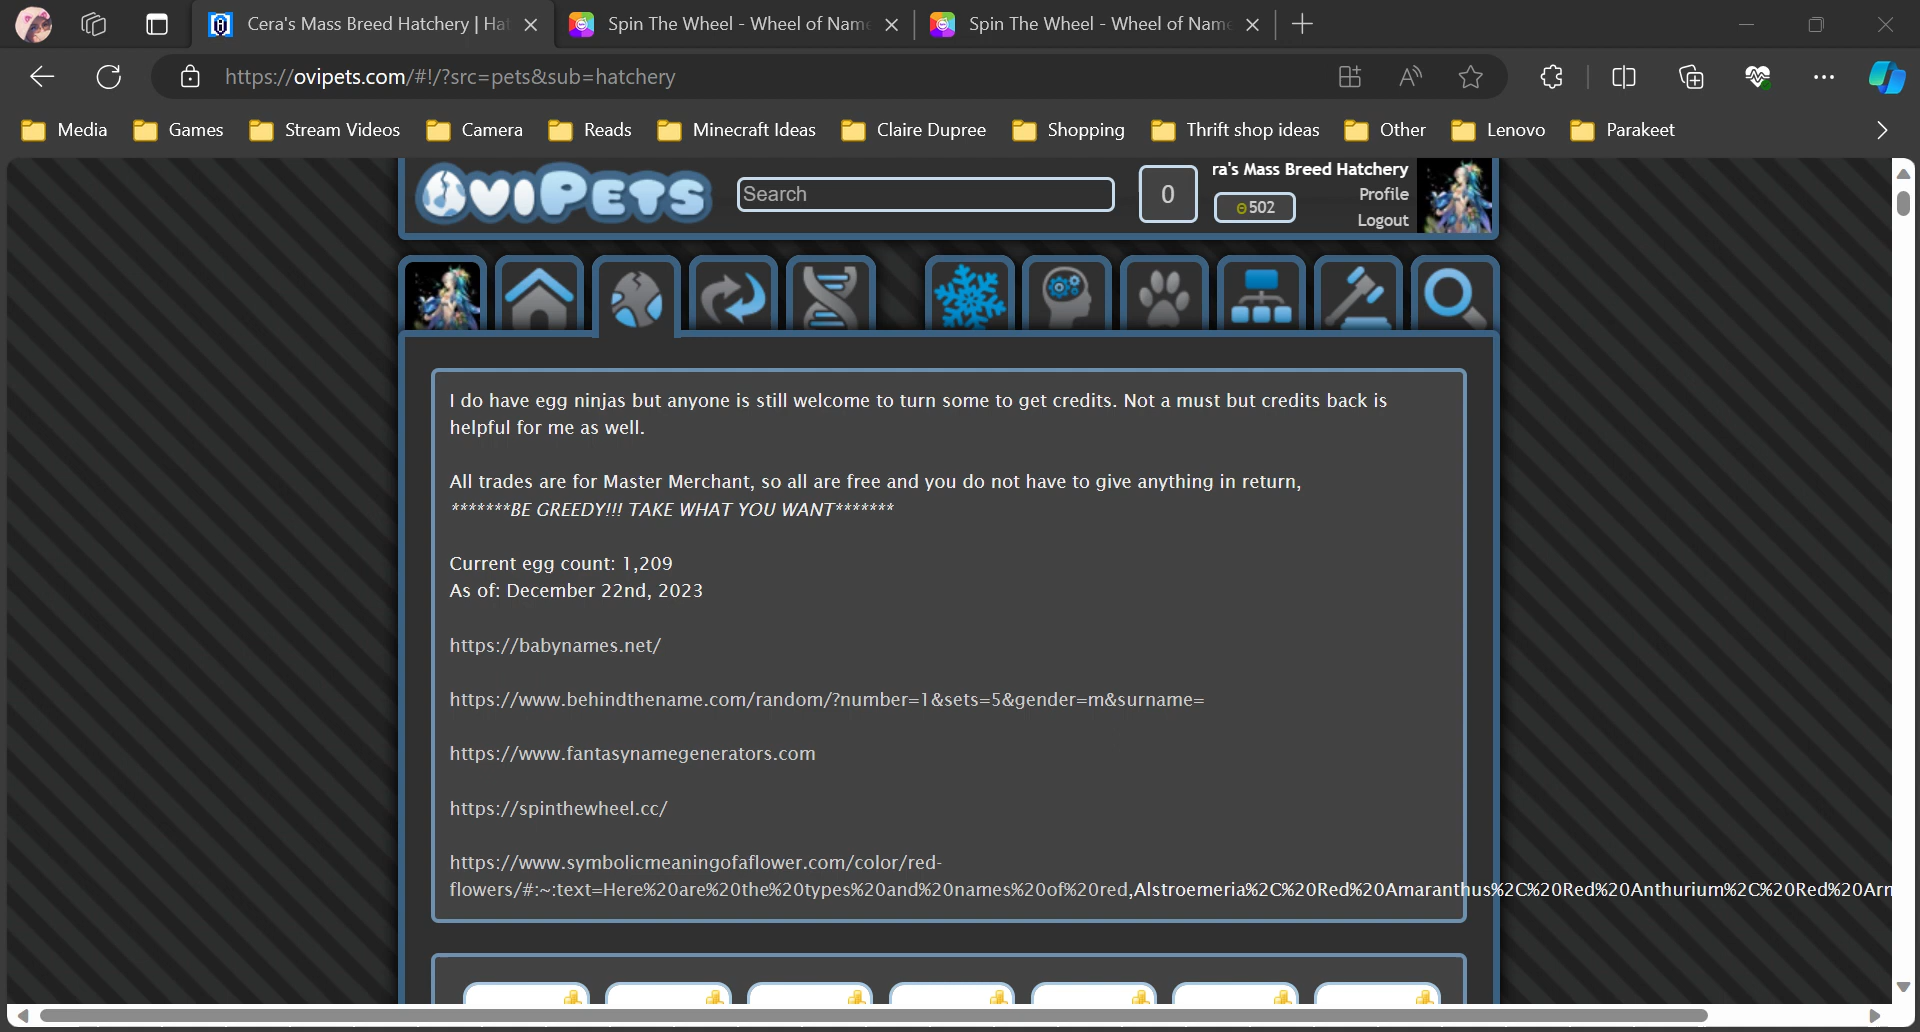 Cera's Mass Breed Hatchery | Hat
Spin The Wheel - Wheel of Name
Spin The Wheel - Wheel of Name
https://ovipets.com/#!/?src=pets&sub=hatchery
Media
Games
Stream Videos
Camera
Reads
Minecraft Ideas
Claire Dupree
Shopping
Thrift shop ideas
Other
Lenovo
Parakeet
OviPets
Search
0
ra's Mass Breed Hatchery
502
Profile
Logout
I do have egg ninjas but anyone is still welcome to turn some to get credits. Not a must but credits back is
helpful for me as well.
All trades are for Master Merchant, so all are free and you do not have to give anything in return,
*******BE GREEDY!!! TAKE WHAT YOU WANT*******
Current egg count: 1,209
As of: December 22nd, 2023
https://babynames.net/
https://www.behindthename.com/random/?number=1&sets=5&gender=m&surname=
https://www.fantasynamegenerators.com
https://spinthewheel.cc/
https://www.symbolicmeaningofaflower.com/color/red-
flowers/#:~:text=Here%20are%20the%20types%20and%20names%20of%20red,Alstroemeria%2C%20Red%20Amaranthus%2C%20Red%20Anthurium%2C%20Red%20Arn